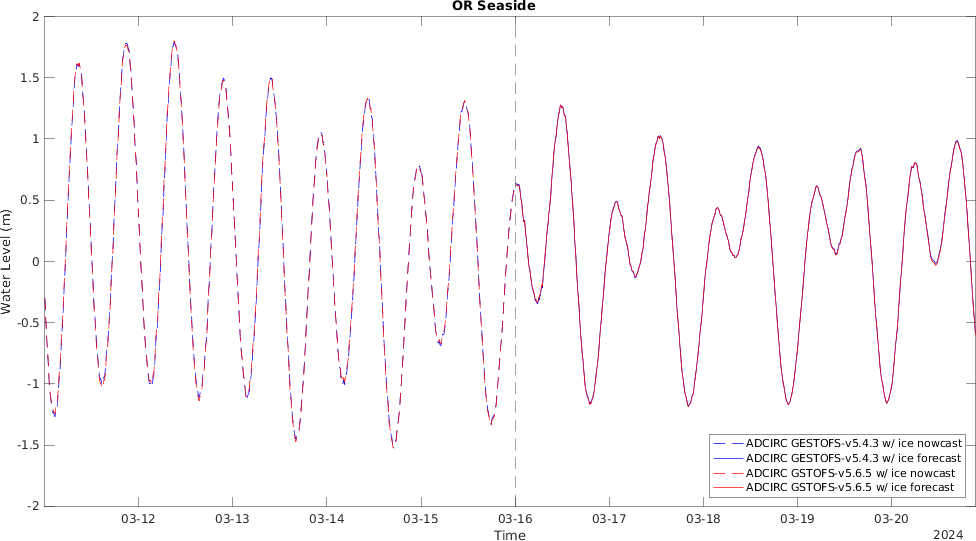 OR Seaside
2
1.5
1
0.5
0
-0.5
-1
-1.5
-2
Water Level (m)
ADCIRC GESTOFS-v5.4.3 w/ ice nowcast
ADCIRC GESTOFS-v5.4.3 w/ ice forecast
ADCIRC GSTOFS-v5.6.5 w/ ice nowcast
ADCIRC GSTOFS-v5.6.5 w/ ice forecast
03-12 03-13 03-14 03-15 03-16 03-17 03-18 03-19 03-20
Time
2024